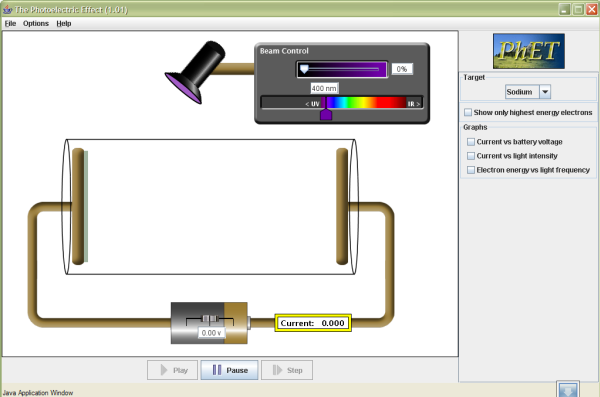 The Photoelectric Effect (1.01)
File Options Help
Beam Control
0%
400 nm
< UV
IR >
PhET
Target
Sodium
Show only highest energy electrons
Graphs
Current vs battery voltage
Current vs light intensity
Electron energy vs light frequency
0.00 v
Current: 0.000
Play
Pause
Step
Java Application Window